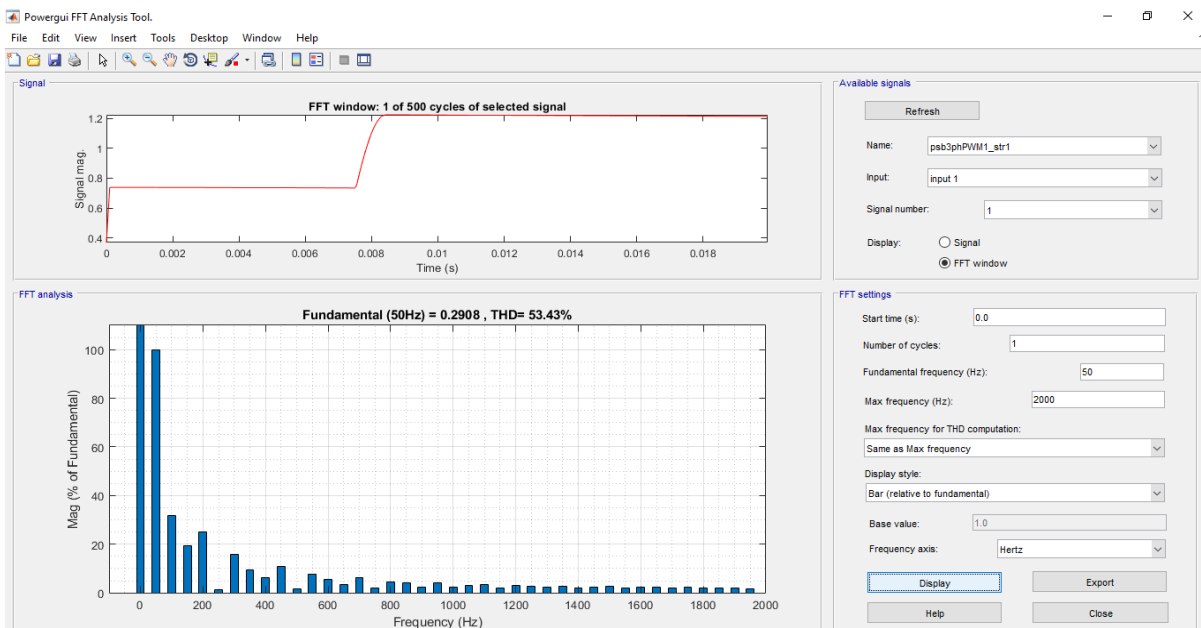 Powergui FFT Analysis Tool.
File Edit View Insert Tools Desktop Window Help
Signal
FFT window: 1 of 500 cycles of selected signal
1.2
1
0.8
0.6
0.4
Signal mag.
0 0.002 0.004 0.006 0.008 0.01 0.012 0.014 0.016 0.018
Time (s)
FFT analysis
Fundamental (50Hz) = 0.2908 , THD= 53.43%
100
80
60
40
20
0
Mag (% of Fundamental)
0 200 400 600 800 1000 1200 1400 1600 1800 2000
Frequency (Hz)
Available signals
Refresh
Name: psb3phPWM1_str1
Input: input 1
Signal number: 1
Display: Signal
FFT window
FFT settings
Start time (s): 0.0
Number of cycles: 1
Fundamental frequency (Hz): 50
Max frequency (Hz): 2000
Max frequency for THD computation:
Same as Max frequency
Display style:
Bar (relative to fundamental)
Base value: 1.0
Frequency axis: Hertz
Display Export
Help Close